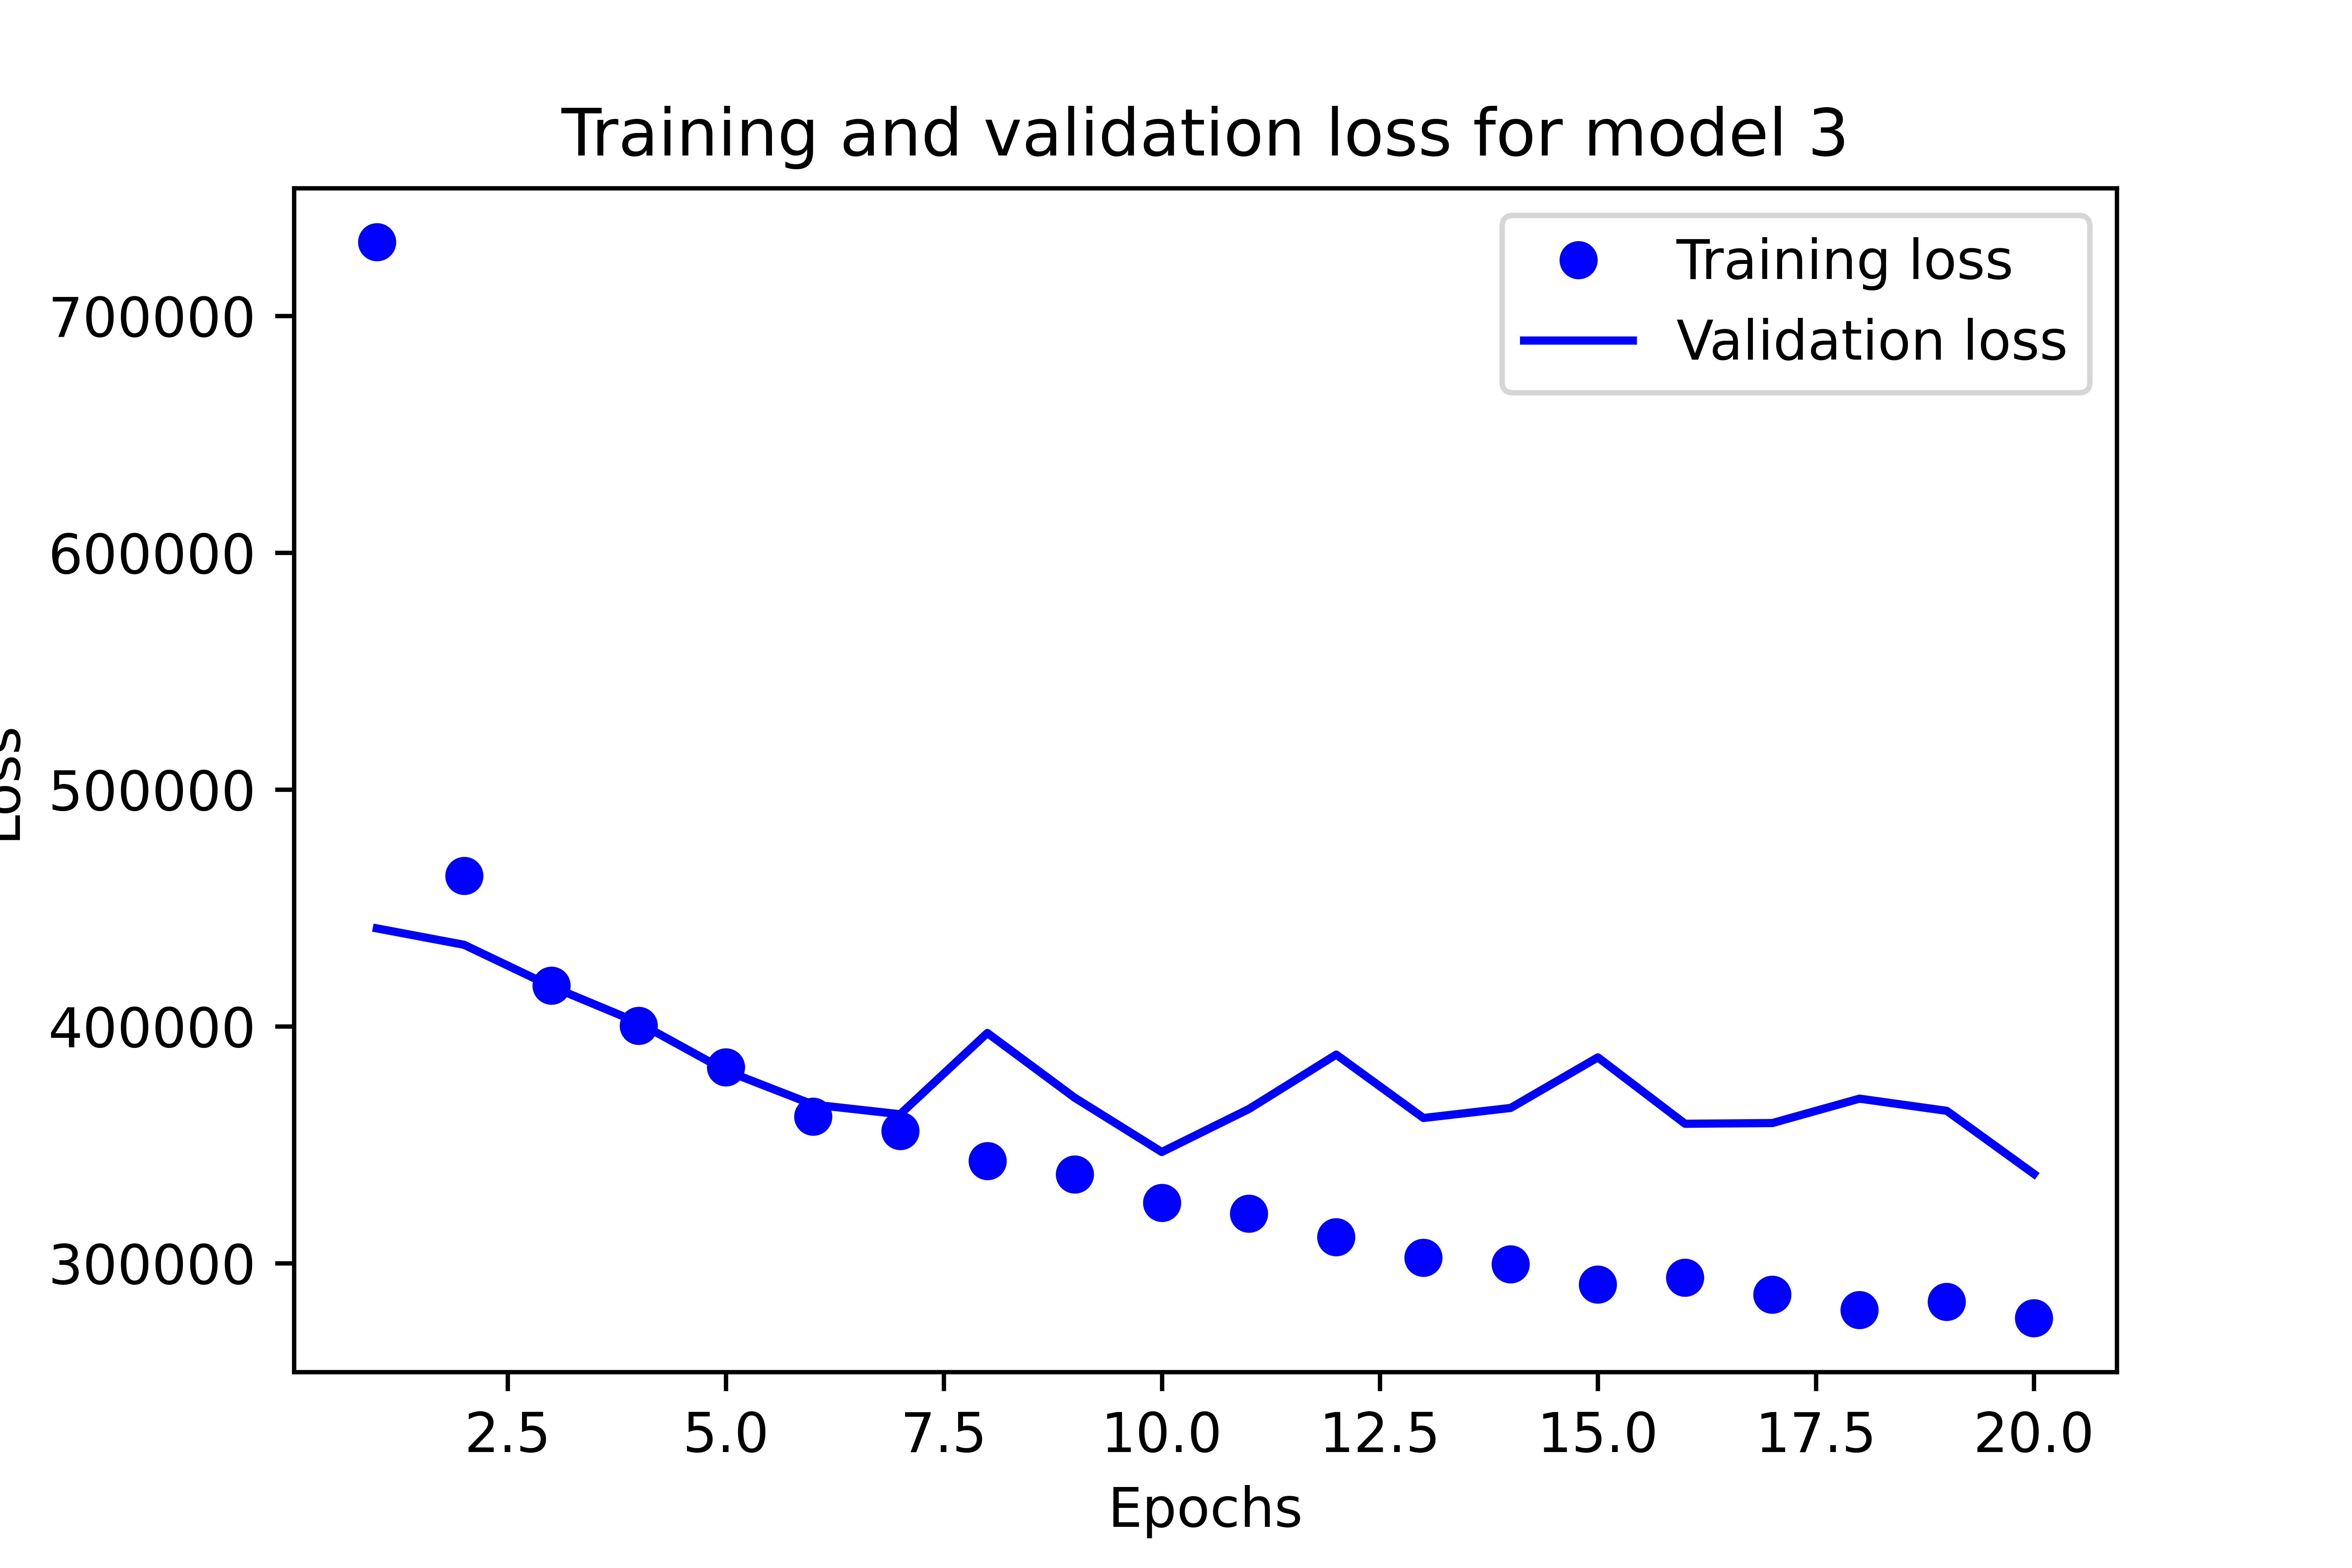 Training and validation loss for model 3
Training loss
Validation loss
700000
600000
500000
400000
300000
Loss
2.5 5.0 7.5 10.0 12.5 15.0 17.5 20.0
Epochs